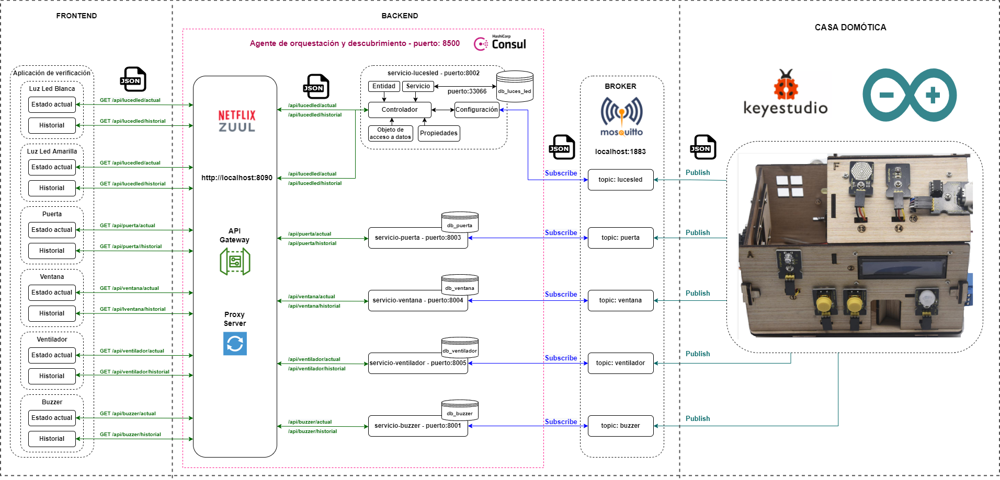 FRONTEND
BACKEND
CASA DOMÓTICA
Agente de orquestación y descubrimiento - puerto: 8500
HashiCorp
Consul
Aplicación de verificación
Luz Led Blanca
Estado actual
Historial
Luz Led Amarilla
Estado actual
Historial
Puerta
Estado actual
Historial
Ventana
Estado actual
Historial
Ventilador
Estado actual
Historial
Buzzer
Estado actual
Historial
JSON
GET /api/lucedled/actual
GET /api/lucedled/historial
GET /api/lucedled/actual
GET /api/lucedled/historial
GET /api/puerta/actual
GET /api/puerta//historial
GET /api/ventana/actual
GET /api/lventana/historial
GET /api/ventilador/actual
GET /api/ventilador/historial
GET /api/buzzer/actual
GET /api/buzzer/historial
NETFLIX
ZUUL
http://localhost:8090
API
Gateway
Proxy
Server
JSON
/api/lucedled/actual
/api/lucedled/historial
/api/lucedled/actual
/api/lucedled/historial
/api/puerta/actual
/api/puerta/historial
/api/ventana/actual
/api/ventana/historial
/api/ventilador/actual
/api/ventilador/historial
/api/buzzer/actual
/api/buzzer/historial
servicio-lucesled - puerto:8002
Entidad
Servicio
puerto:33066
db_luces_led
Controlador
Configuración
Objeto de
acceso a datos
Propiedades
db_puerta
servicio-puerta - puerto:8003
db_ventana
servicio-ventana - puerto:8004
db_ventilador
servicio-ventilador - puerto:8005
db_buzzer
servicio-buzzer - puerto:8001
JSON
Subscribe
Subscribe
Subscribe
Subscribe
Subscribe
BROKER
mosquitto
localhost:1883
topic: lucesled
topic: puerta
topic: ventana
topic: ventilador
topic: buzzer
JSON
Publish
Publish
Publish
Publish
Publish
keyestudio
F
13
14
15
A
2
1